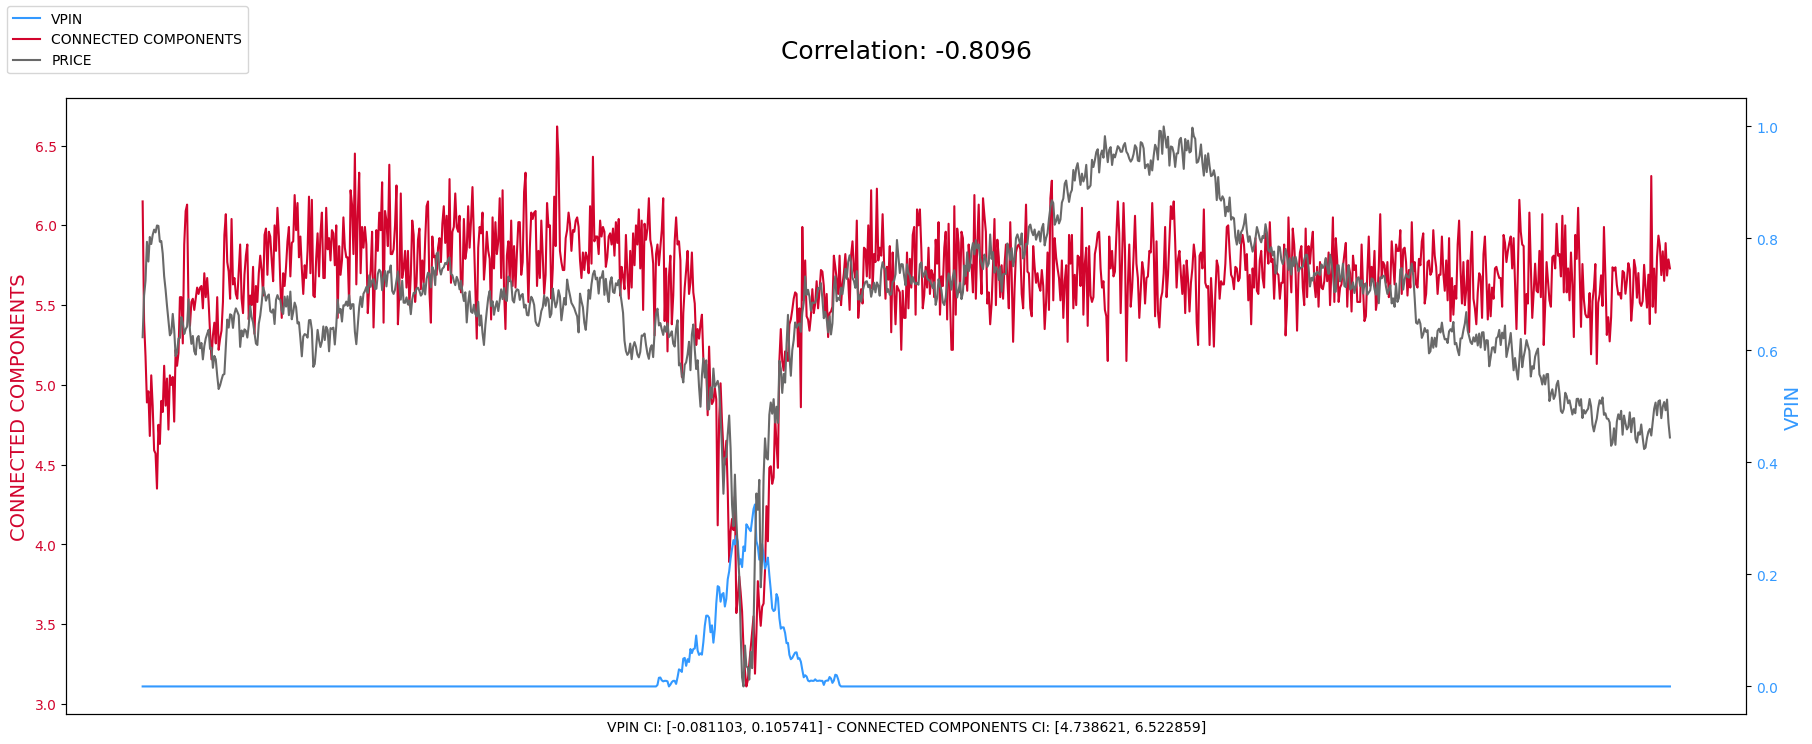 VPIN
CONNECTED COMPONENTS
PRICE
Correlation: -0.8096
CONNECTED COMPONENTS
6.5
6.0
5.5
5.0
4.5
4.0
3.5
3.0
1.0
0.8
0.6
0.4
0.2
0.0
VPIN
VPIN CI: [-0.081103, 0.105741] - CONNECTED COMPONENTS CI: [4.738621, 6.522859]